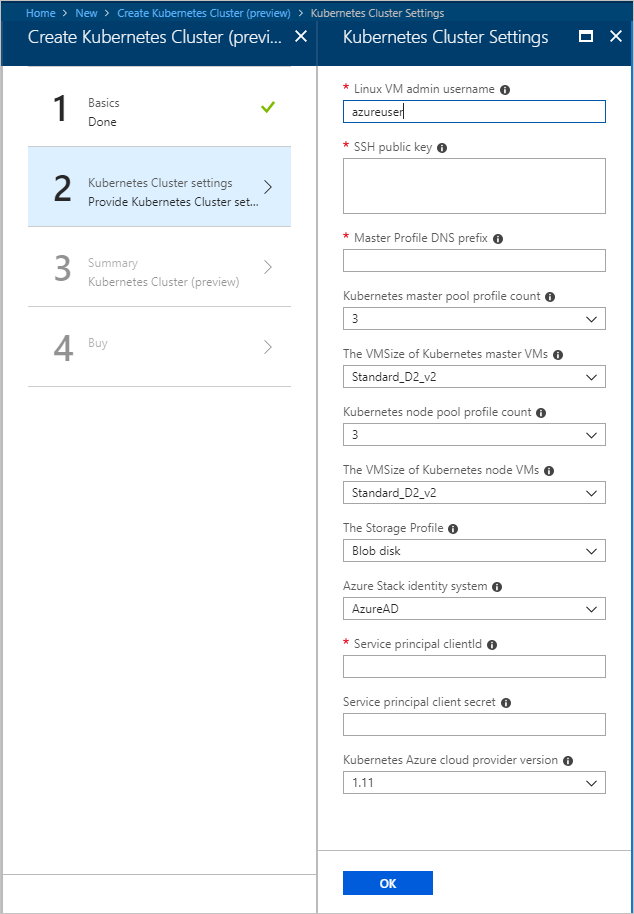 Home > New > Create Kubernetes Cluster (preview) > Kubernetes Cluster Settings
Create Kubernetes Cluster (previ...
1
Basics
Done
2
Kubernetes Cluster settings
Provide Kubernetes Cluster set...
3
Summary
Kubernetes Cluster (preview)
4
Buy
Kubernetes Cluster Settings
* Linux VM admin username
azureuser
* SSH public key
* Master Profile DNS prefix
Kubernetes master pool profile count
3
The VMSize of Kubernetes master VMs
Standard_D2_v2
Kubernetes node pool profile count
3
The VMSize of Kubernetes node VMs
Standard_D2_v2
The Storage Profile
Blob disk
Azure Stack identity system
AzureAD
* Service principal clientId
Service principal client secret
Kubernetes Azure cloud provider version
1.11
OK